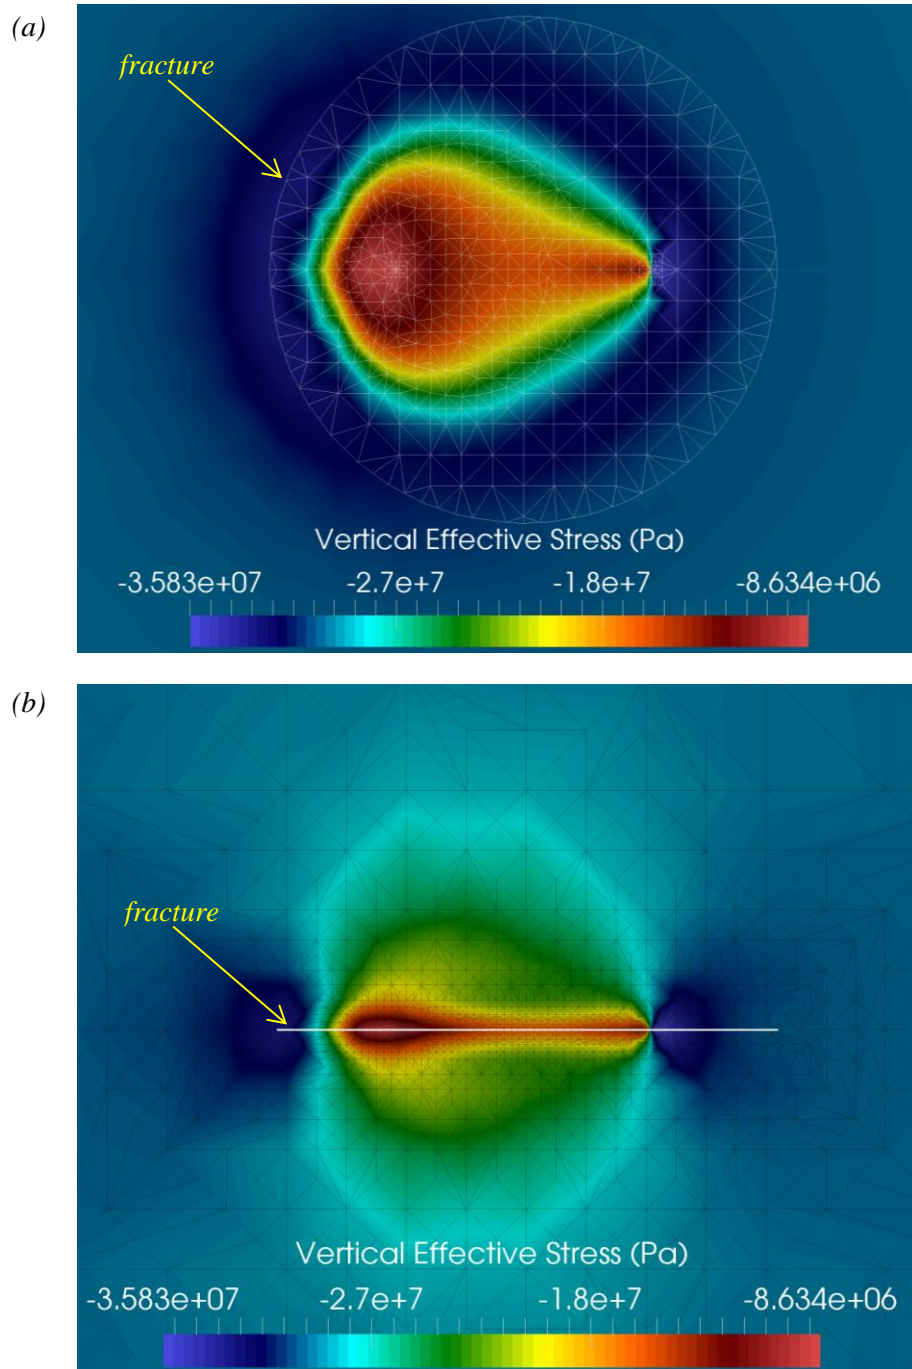 (a)
fracture
Vertical Effective Stress (Pa)
-3.583e+07 -2.7e+7 -1.8e+7 -8.634e+06
(b)
fracture
Vertical Effective Stress (Pa)
-3.583e+07 -2.7e+7 -1.8e+7 -8.634e+06